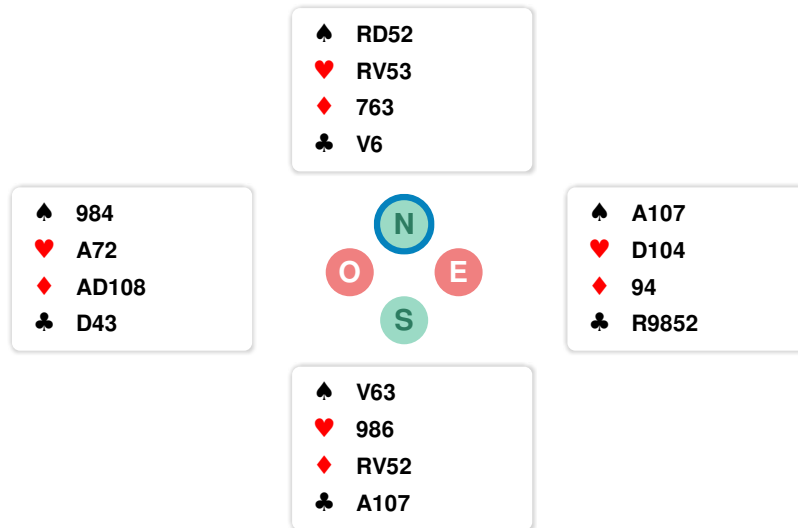 ♠ RD52
♥ RV53
♦ 763
♣ V6
♠ 984
♥ A72
♦ AD108
♣ D43
N
O E
S
♠ A107
♥ D104
♦ 94
♣ R9852
♠ V63
♥ 986
♦ RV52
♣ A107